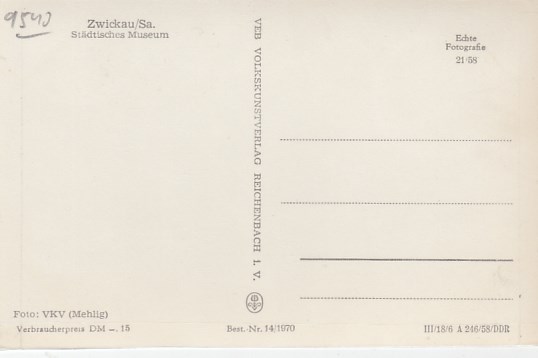 9540
Zwickau/Sa.
Städtisches Museum
VEB VOLKSKUNSTVERLAG REICHENBACH I. V.
Echte
Fotografie
21·58
Foto: VKV (Mehlig)
Verbraucherpreis DM —. 15
Best.-Nr. 14/1970
III/18/6 A 246/58/DDR